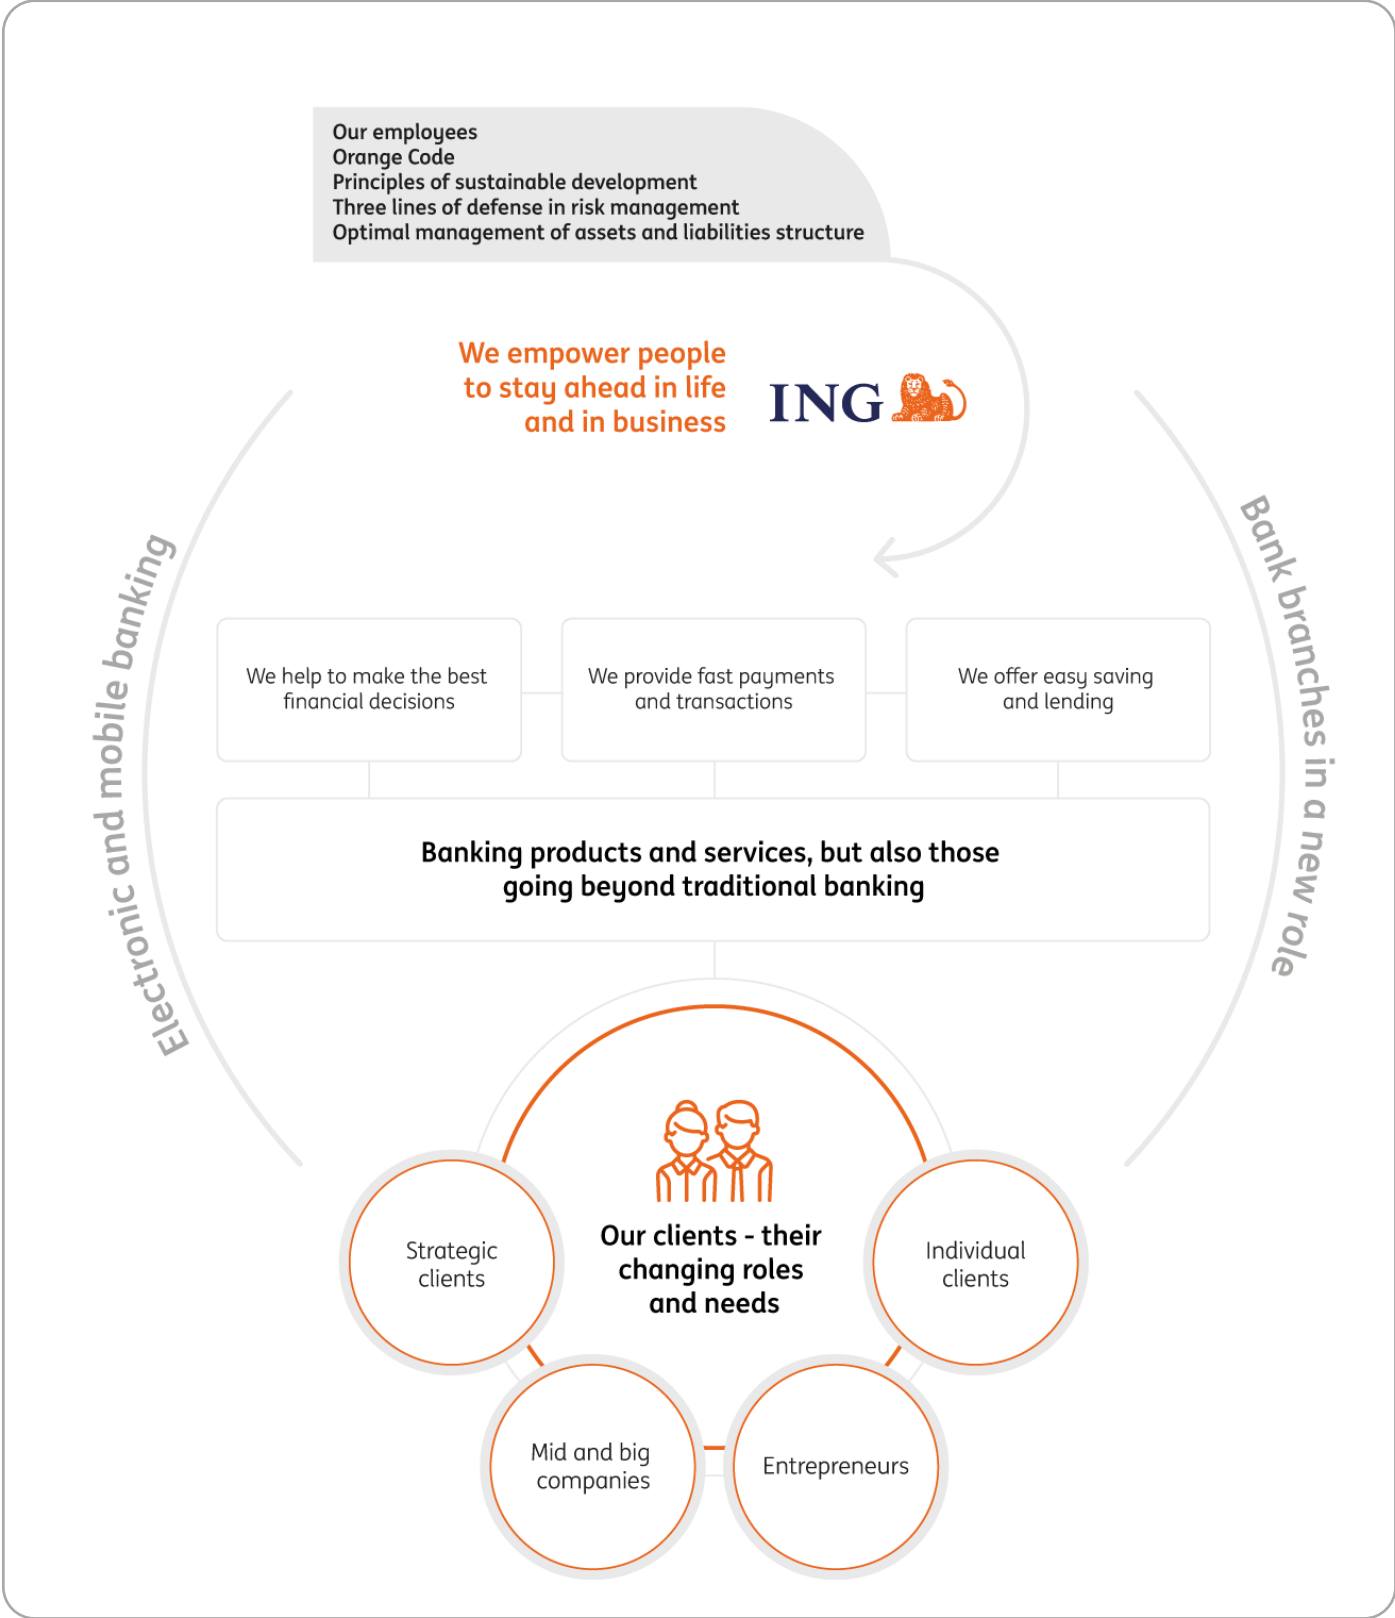 Our employees
Orange Code
Principles of sustainable development
Three lines of defense in risk management
Optimal management of assets and liabilities structure
We empower people
to stay ahead in life
and in business
ING
Electronic and mobile banking
Bank branches in a new role
We help to make the best
financial decisions
We provide fast payments
and transactions
We offer easy saving
and lending
Banking products and services, but also those
going beyond traditional banking
Our clients - their
changing roles
and needs
Strategic
clients
Individual
clients
Mid and big
companies
Entrepreneurs